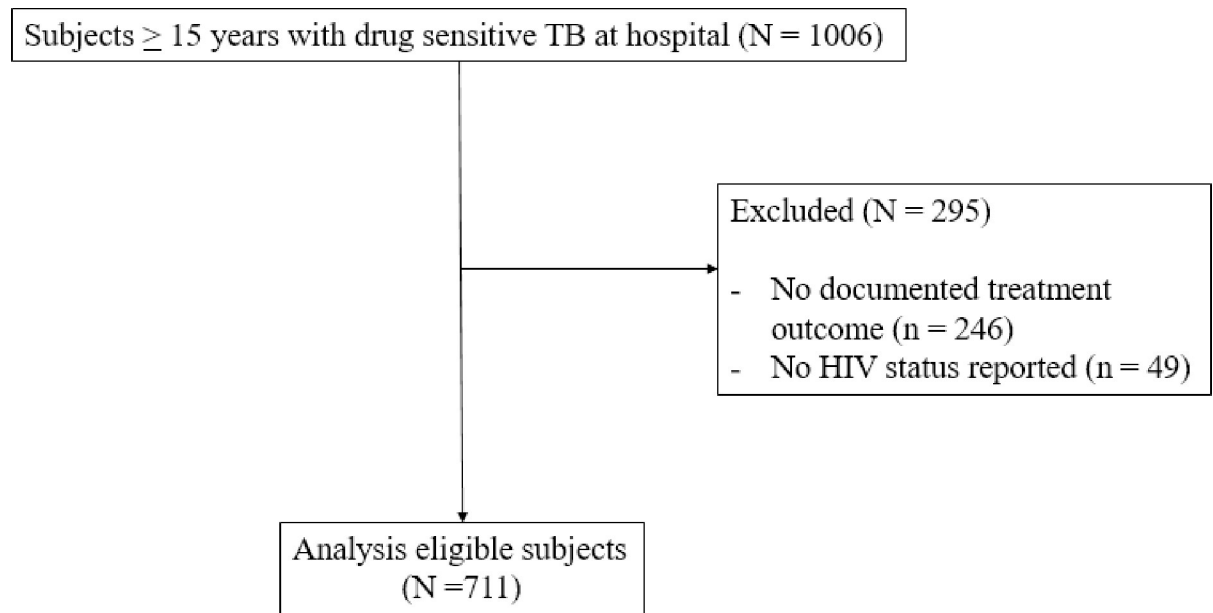 Subjects ≥ 15 years with drug sensitive TB at hospital (N = 1006)
Excluded (N = 295)
- No documented treatment
outcome (n = 246)
- No HIV status reported (n = 49)
Analysis eligible subjects
(N =711)